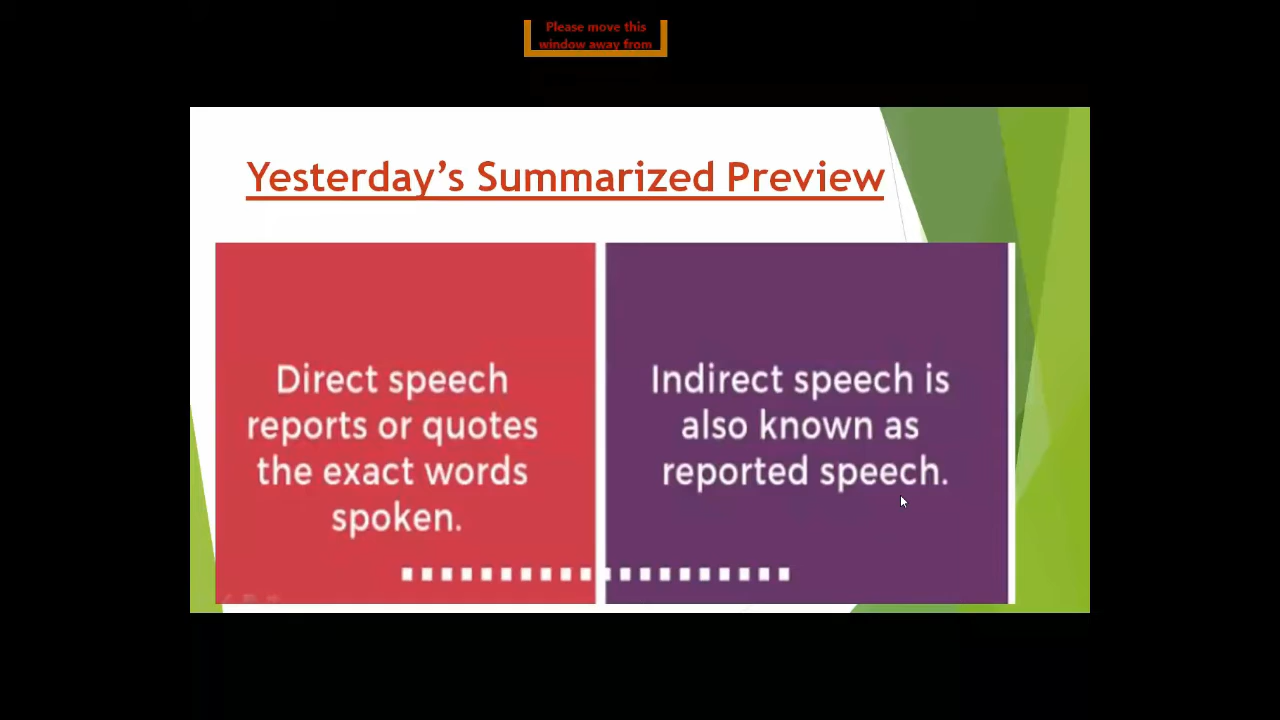 Please move this
window away from
Yesterday's Summarized Preview
Direct speech
reports or quotes
the exact words
spoken.
Indirect speech is
also known as
reported speech.